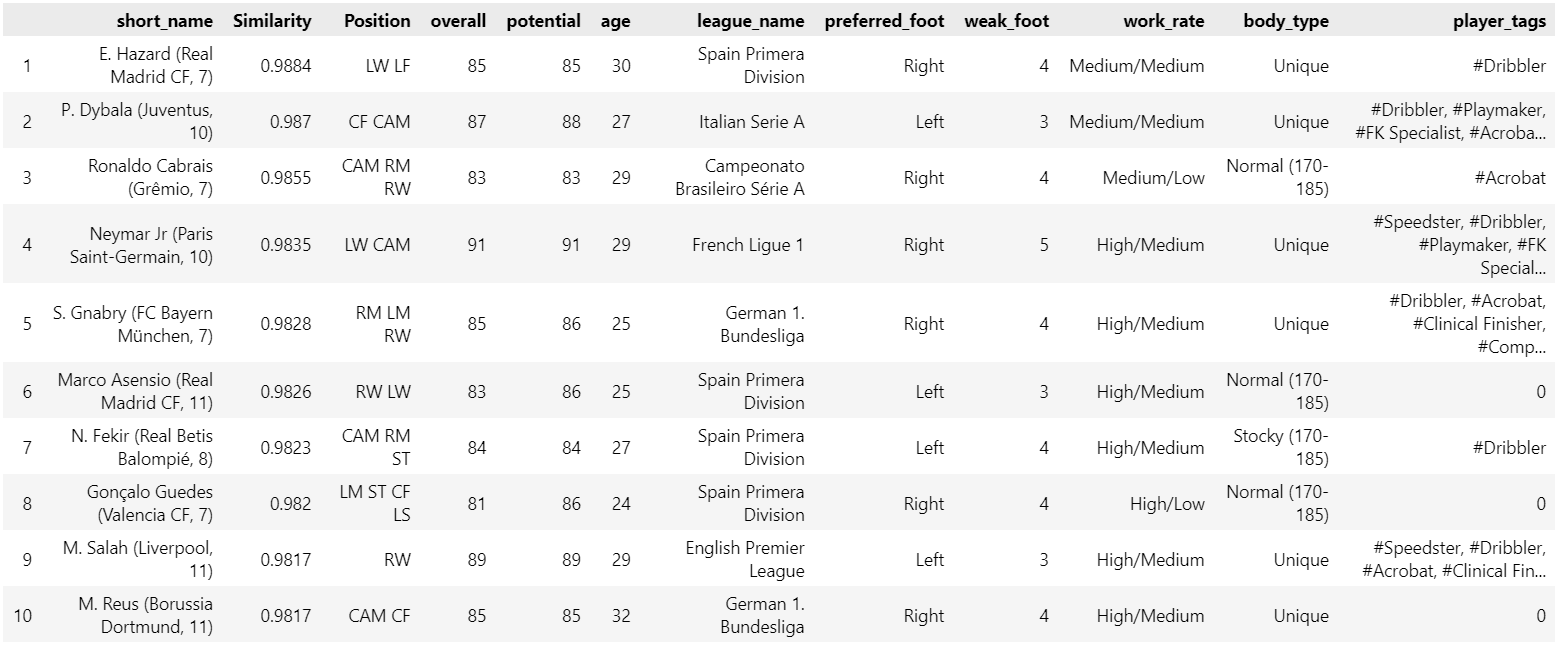 short_name Similarity Position overall potential age league_name preferred_foot weak_foot work_rate body_type player_tags
1 E. Hazard (Real Madrid CF, 7) 0.9884 LW LF 85 85 30 Spain Primera Division Right 4 Medium/Medium Unique #Dribbler
2 P. Dybala (Juventus, 10) 0.987 CF CAM 87 88 27 Italian Serie A Left 3 Medium/Medium Unique #Dribbler, #Playmaker, #FK Specialist, #Acroba...
3 Ronaldo Cabrais (Grêmio, 7) 0.9855 CAM RM RW 83 83 29 Campeonato Brasileiro Série A Right 4 Medium/Low Normal (170-185) #Acrobat
4 Neymar Jr (Paris Saint-Germain, 10) 0.9835 LW CAM 91 91 29 French Ligue 1 Right 5 High/Medium Unique #Speedster, #Dribbler, #Playmaker, #FK Special...
5 S. Gnabry (FC Bayern München, 7) 0.9828 RM LM RW 85 86 25 German 1. Bundesliga Right 4 High/Medium Unique #Dribbler, #Acrobat, #Clinical Finisher, #Comp...
6 Marco Asensio (Real Madrid CF, 11) 0.9826 RW LW 83 86 25 Spain Primera Division Left 3 High/Medium Normal (170-185) 0
7 N. Fekir (Real Betis Balompié, 8) 0.9823 CAM RM ST 84 84 27 Spain Primera Division Left 4 High/Medium Stocky (170-185) #Dribbler
8 Gonçalo Guedes (Valencia CF, 7) 0.982 LM ST CF LS 81 86 24 Spain Primera Division Right 4 High/Low Normal (170-185) 0
9 M. Salah (Liverpool, 11) 0.9817 RW 89 89 29 English Premier League Left 3 High/Medium Unique #Speedster, #Dribbler, #Acrobat, #Clinical Fin...
10 M. Reus (Borussia Dortmund, 11) 0.9817 CAM CF 85 85 32 German 1. Bundesliga Right 4 High/Medium Unique 0